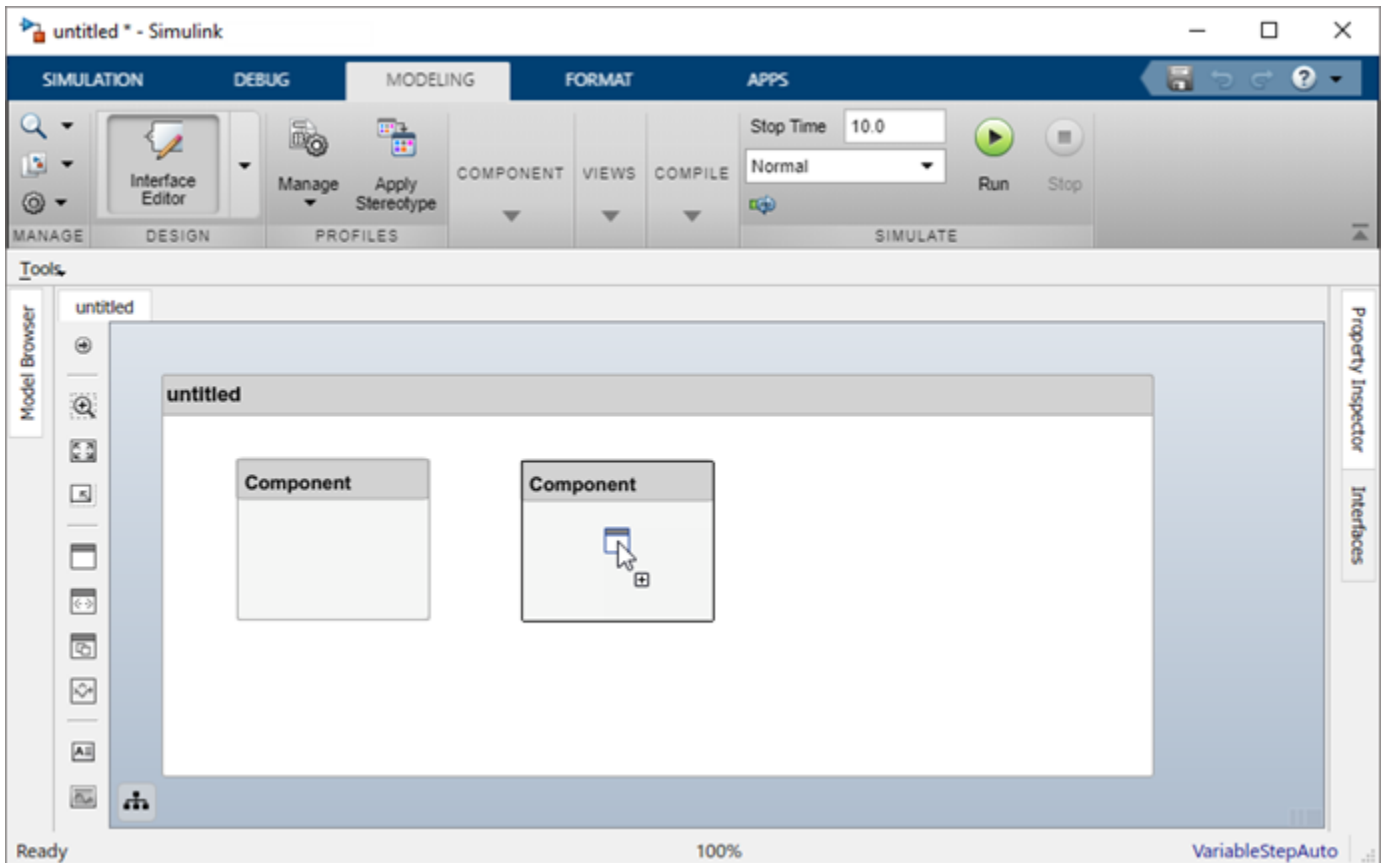 untitled * - Simulink
SIMULATION DEBUG MODELING FORMAT APPS
Stop Time 10.0
Normal
Interface
Editor
Manage
Apply
Stereotype
COMPONENT VIEWS COMPILE
Run Stop
MANAGE DESIGN PROFILES SIMULATE
Tools
Model Browser
untitled
Property Inspector
Interfaces
untitled
Component Component
Ready 100% VariableStepAuto